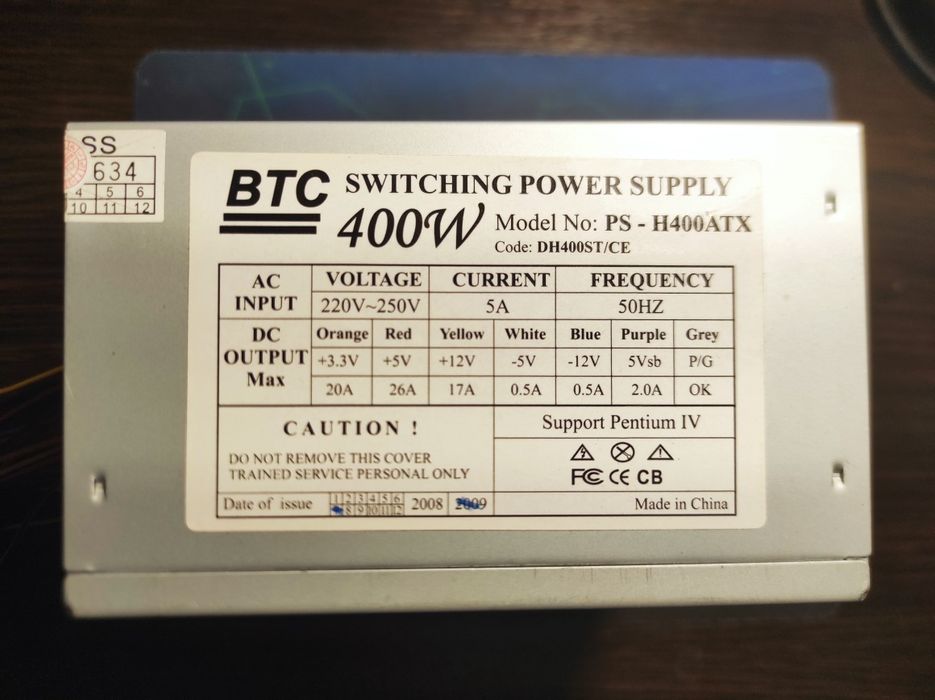 SS
634
4 5 6
10 11 12
BTC SWITCHING POWER SUPPLY
400W Model No: PS - H400ATX
Code: DH400ST/CE
AC INPUT VOLTAGE CURRENT FREQUENCY
220V~250V 5A 50HZ
DC OUTPUT Max Orange Red Yellow White Blue Purple Grey
+3.3V +5V +12V -5V -12V 5Vsb P/G
20A 26A 17A 0.5A 0.5A 2.0A OK
CAUTION !
DO NOT REMOVE THIS COVER
TRAINED SERVICE PERSONAL ONLY
Support Pentium IV
FC CE CB
Date of issue 1 2 3 4 5 6 2008 2009 Made in China
8 9 10 11 12